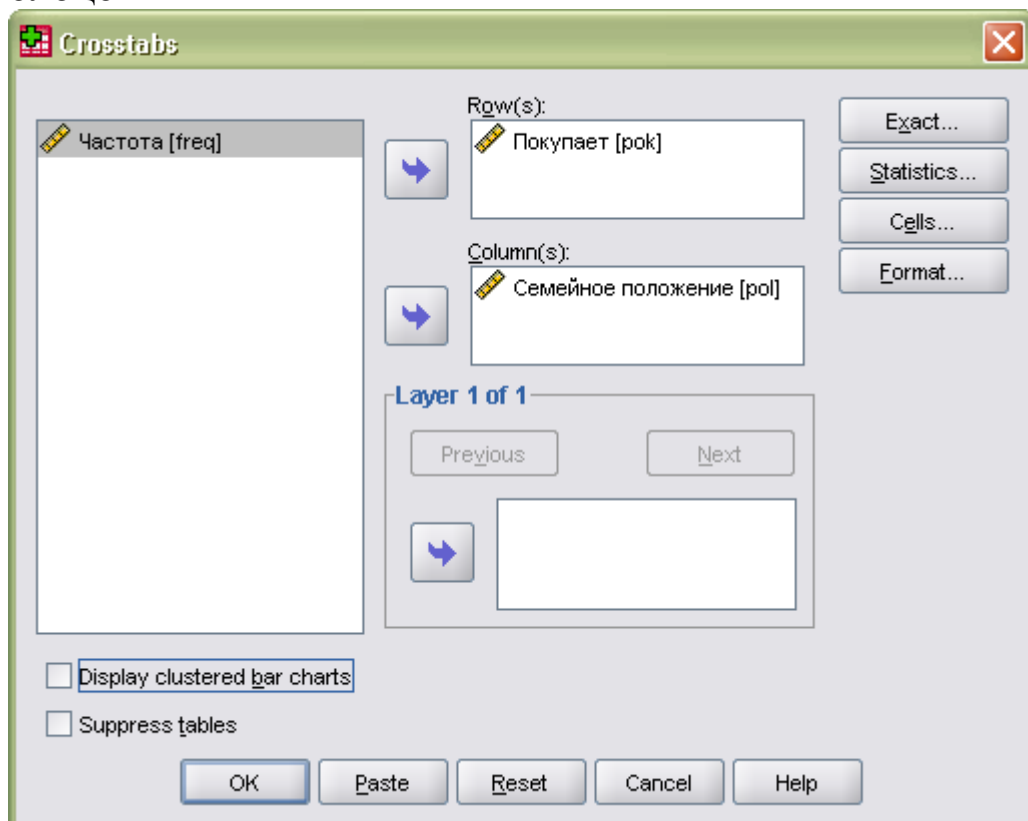 Crosstabs
Частота [freq]
Row(s):
Покупает [pok]
Column(s):
Семейное положение [pol]
Layer 1 of 1
Previous
Next
Exact...
Statistics...
Cells...
Format...
Display clustered bar charts
Suppress tables
OK
Paste
Reset
Cancel
Help